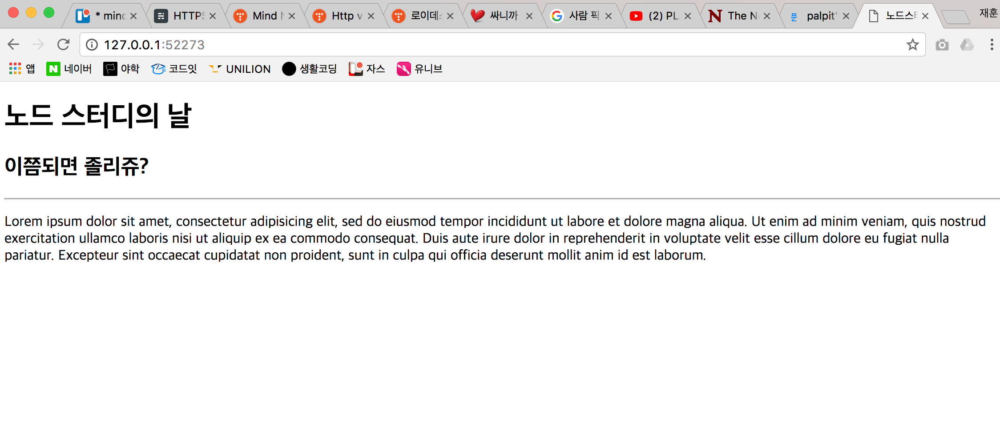 * mind HTTPS Mind Http v 로이데 싸니까 사람 픽 (2) PL The N palpit' 노드스 재훈
127.0.0.1:52273
앱 네이버 야학 코드잇 UNILION 생활코딩 자스 유니브
노드 스터디의 날
이쯤되면 졸리쥬?
Lorem ipsum dolor sit amet, consectetur adipisicing elit, sed do eiusmod tempor incididunt ut labore et dolore magna aliqua. Ut enim ad minim veniam, quis nostrud
exercitation ullamco laboris nisi ut aliquip ex ea commodo consequat. Duis aute irure dolor in reprehenderit in voluptate velit esse cillum dolore eu fugiat nulla
pariatur. Excepteur sint occaecat cupidatat non proident, sunt in culpa qui officia deserunt mollit anim id est laborum.